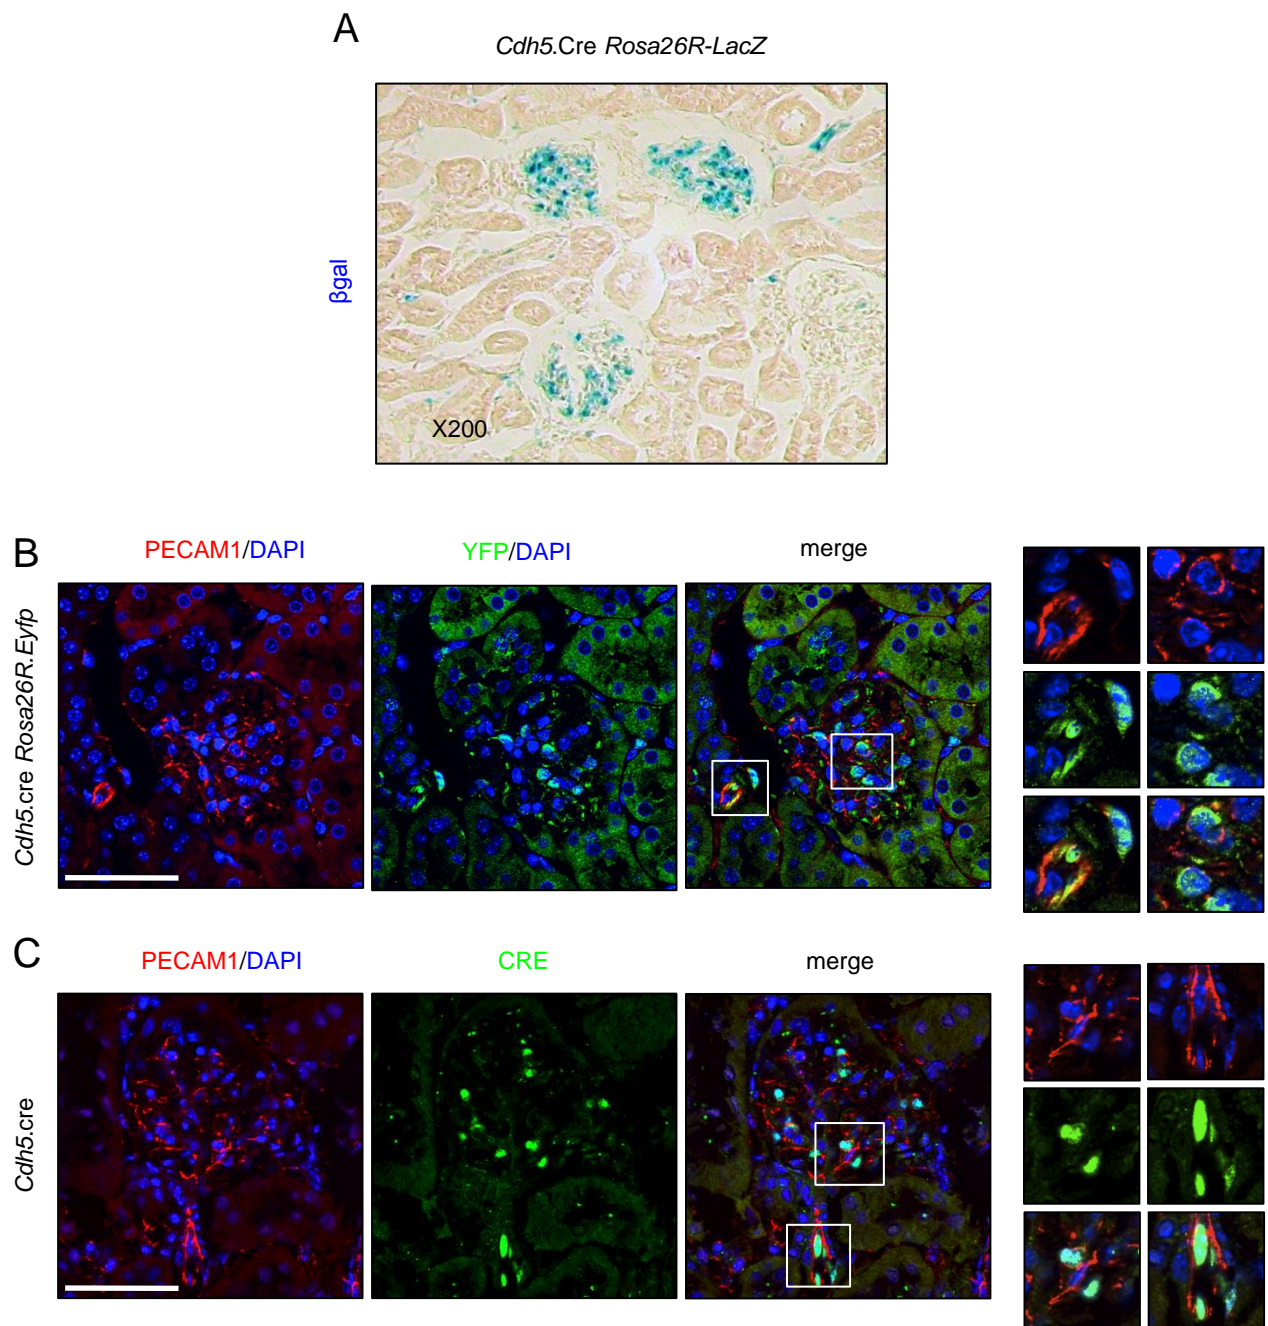 A
Cdh5.Cre Rosa26R-LacZ
βgal
X200
B
PECAM1/DAPI
YFP/DAPI
merge
Cdh5.cre Rosa26R.Eyfp
C
PECAM1/DAPI
CRE
merge
Cdh5.cre